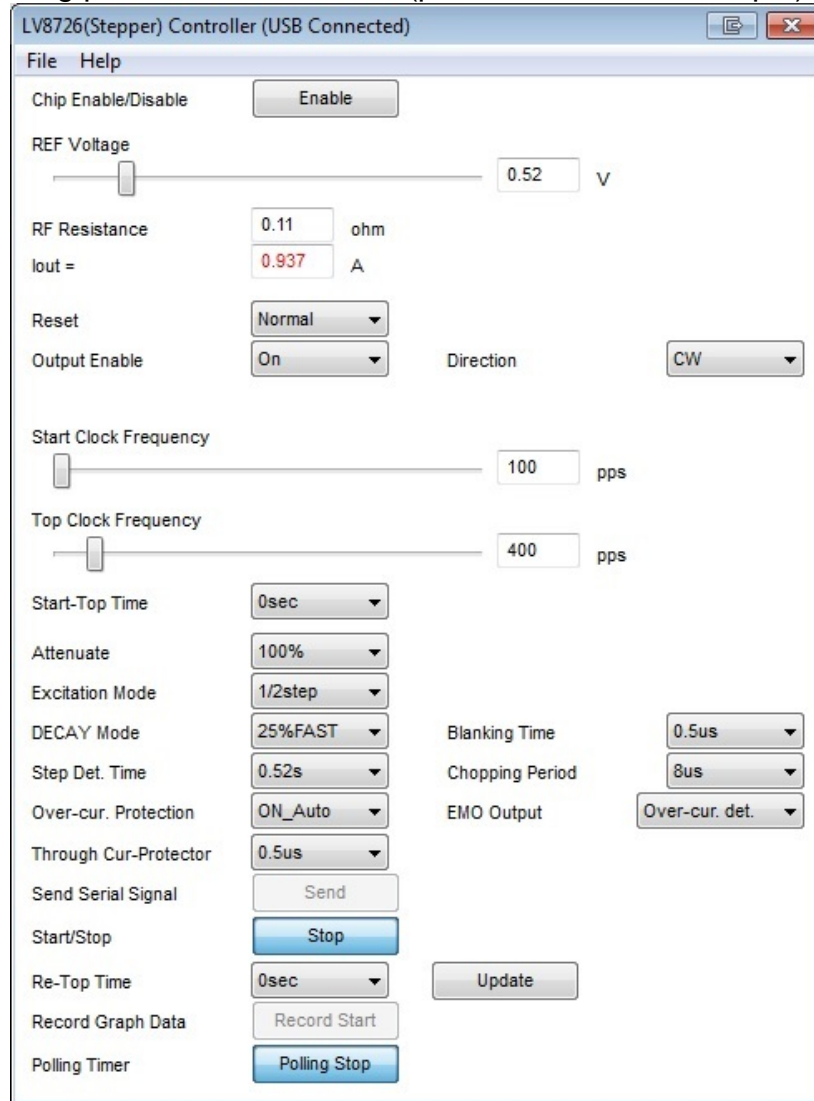 LV8726(Stepper) Controller (USB Connected)
File Help
Chip Enable/Disable Enable
REF Voltage
0.52 V
RF Resistance 0.11 ohm
Iout = 0.937 A
Reset Normal
Output Enable On Direction CW
Start Clock Frequency
100 pps
Top Clock Frequency
400 pps
Start-Top Time 0sec
Attenuate 100%
Excitation Mode 1/2step
DECAY Mode 25%FAST Blanking Time 0.5us
Step Det. Time 0.52s Chopping Period 8us
Over-cur. Protection ON_Auto EMO Output Over-cur. det.
Through Cur-Protector 0.5us
Send Serial Signal Send
Start/Stop Stop
Re-Top Time 0sec Update
Record Graph Data Record Start
Polling Timer Polling Stop